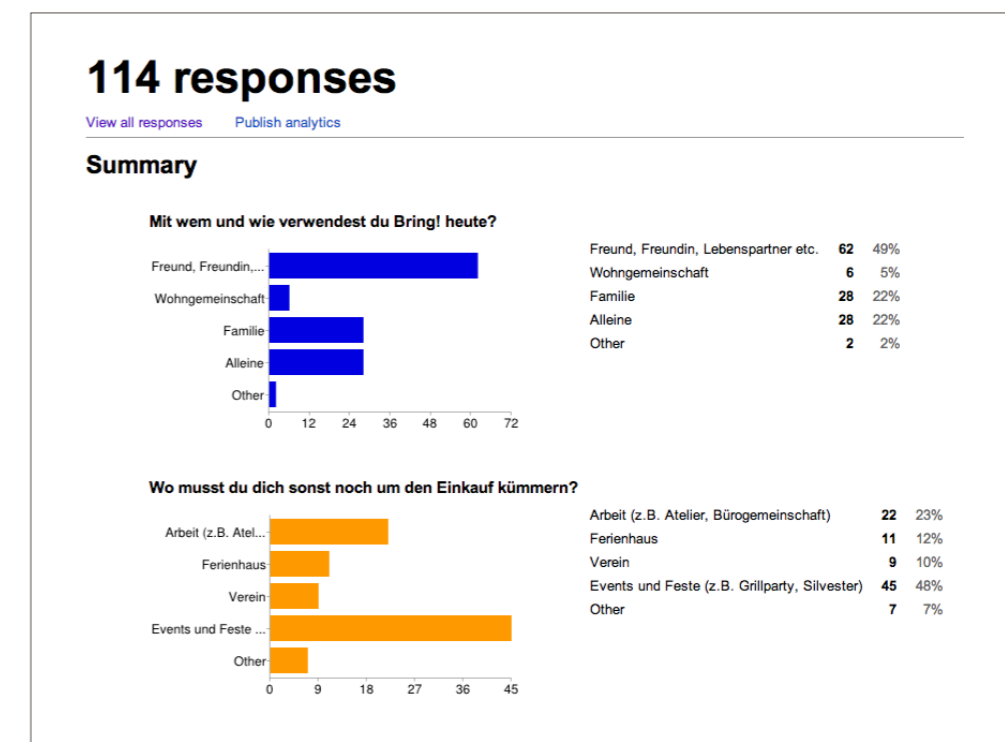 114 responses
View all responses Publish analytics
Summary
Mit wem und wie verwendest du Bring! heute?
Freund, Freundin,...
Wohngemeinschaft
Familie
Alleine
Other
0 12 24 36 48 60 72
Freund, Freundin, Lebenspartner etc. 62 49%
Wohngemeinschaft 6 5%
Familie 28 22%
Alleine 28 22%
Other 2 2%
Wo musst du dich sonst noch um den Einkauf kümmern?
Arbeit (z.B. Atel...
Ferienhaus
Verein
Events und Feste ...
Other
0 9 18 27 36 45
Arbeit (z.B. Atelier, Bürogemeinschaft) 22 23%
Ferienhaus 11 12%
Verein 9 10%
Events und Feste (z.B. Grillparty, Silvester) 45 48%
Other 7 7%